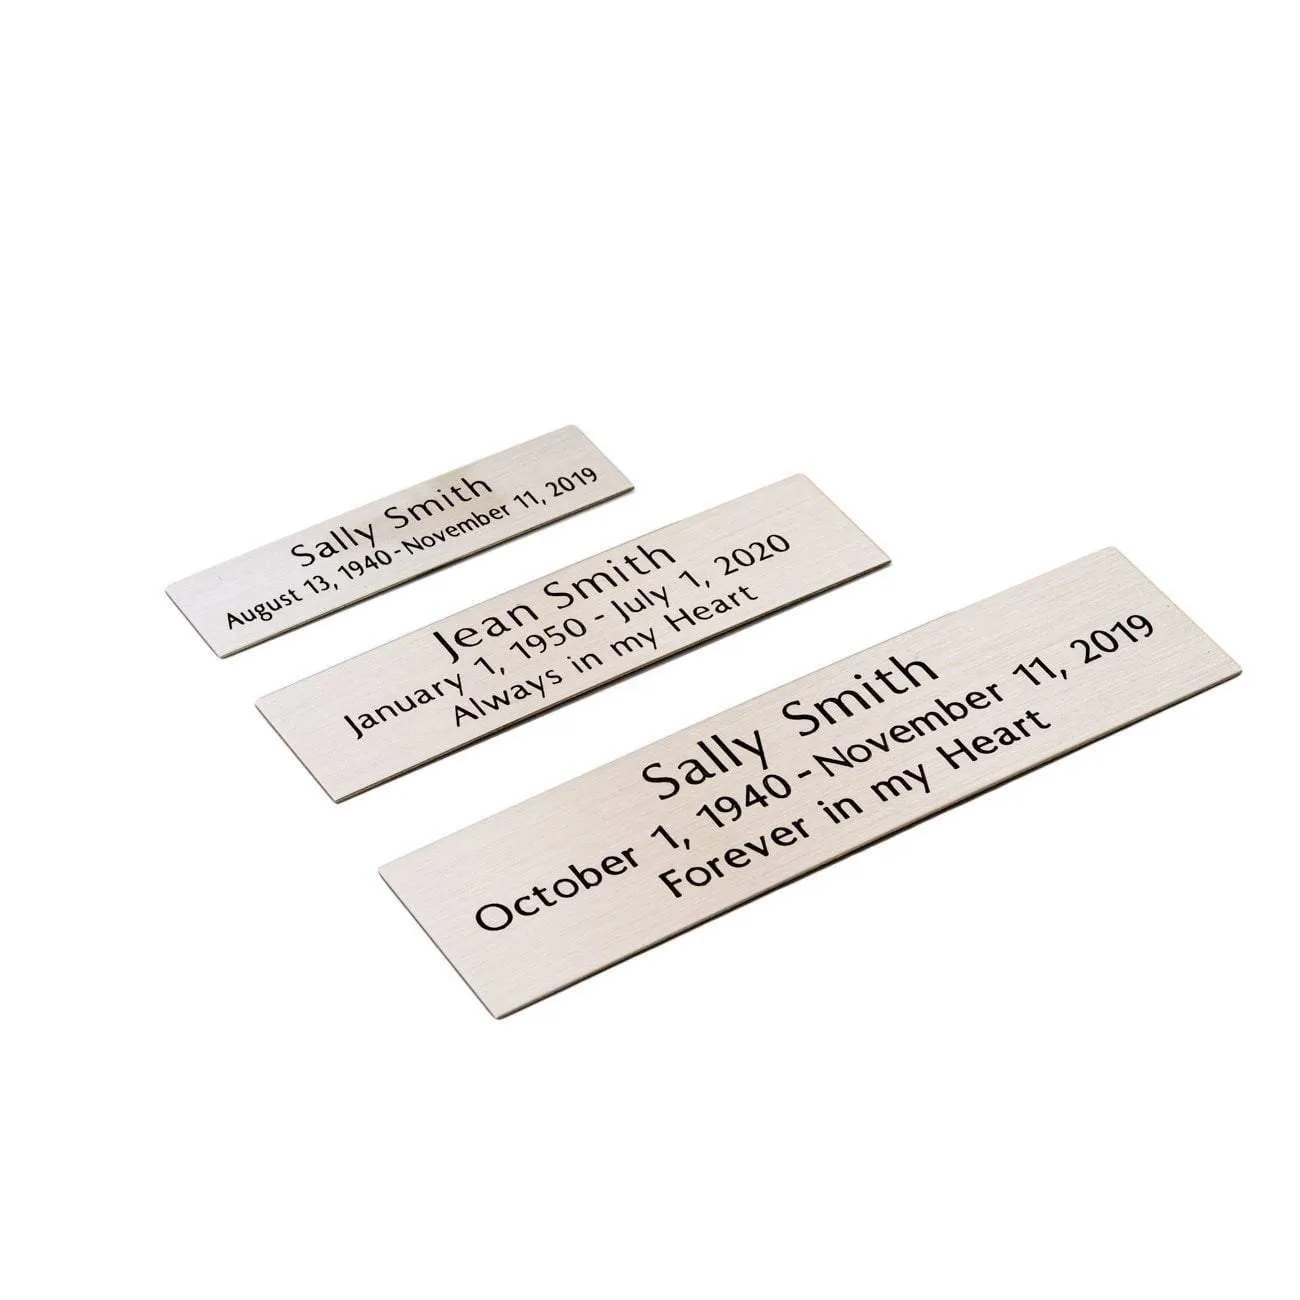 Sally Smith
August 13, 1940-November 11, 2019
Jean Smith
January 1, 1950 - July 1, 2020
Always in my Heart
Sally Smith
October 1, 1940-November 11, 2019
Forever in my Heart